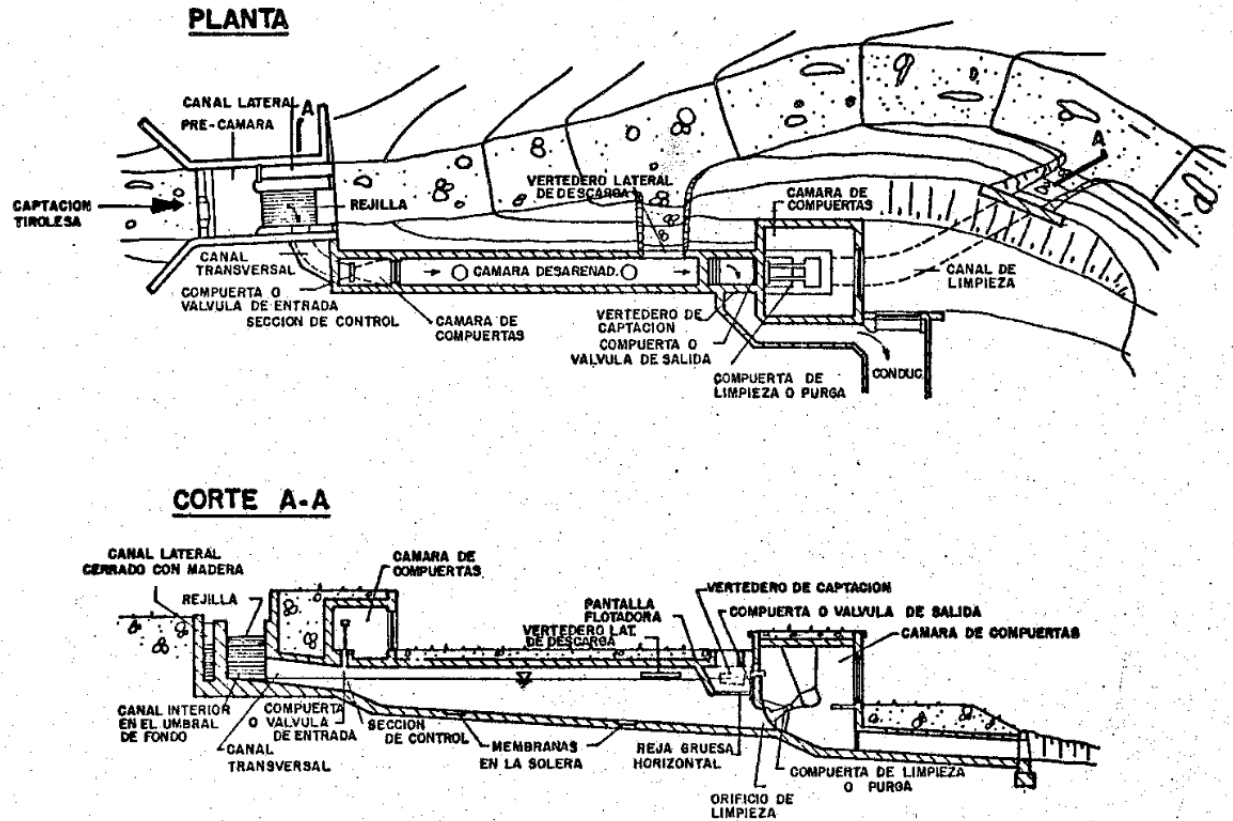 PLANTA
CANAL LATERAL
A
PRE-CAMARA
CAPTACION
TIROLESA
REJILLA
VERTEDERO LATERAL
DE DESCARGA
CAMARA DE
COMPUERTAS
A
CANAL
TRANSVERSAL
CAMARA DESARENAD.
CANAL DE
LIMPIEZA
COMPUERTA O
VALVULA DE ENTRADA
SECCION DE CONTROL
CAMARA DE
COMPUERTAS
VERTEDERO DE
CAPTACION
COMPUERTA O
VALVULA DE SALIDA
COMPUERTA DE
LIMPIEZA O PURGA
CONDUC.
CORTE A-A
CANAL LATERAL
CERRADO CON MADERA
REJILLA
CAMARA DE
COMPUERTAS
PANTALLA
FLOTADORA
VERTEDERO LAT.
DE DESCARGA
VERTEDERO DE CAPTACION
COMPUERTA O VALVULA DE SALIDA
CAMARA DE COMPUERTAS
CANAL INTERIOR
EN EL UMBRAL
DE FONDO
COMPUERTA
O VALVULA
DE ENTRADA
CANAL
TRANSVERSAL
SECCION
DE CONTROL
MEMBRANAS
EN LA SOLERA
REJA GRUESA
HORIZONTAL
COMPUERTA DE LIMPIEZA
O PURGA
ORIFICIO DE
LIMPIEZA